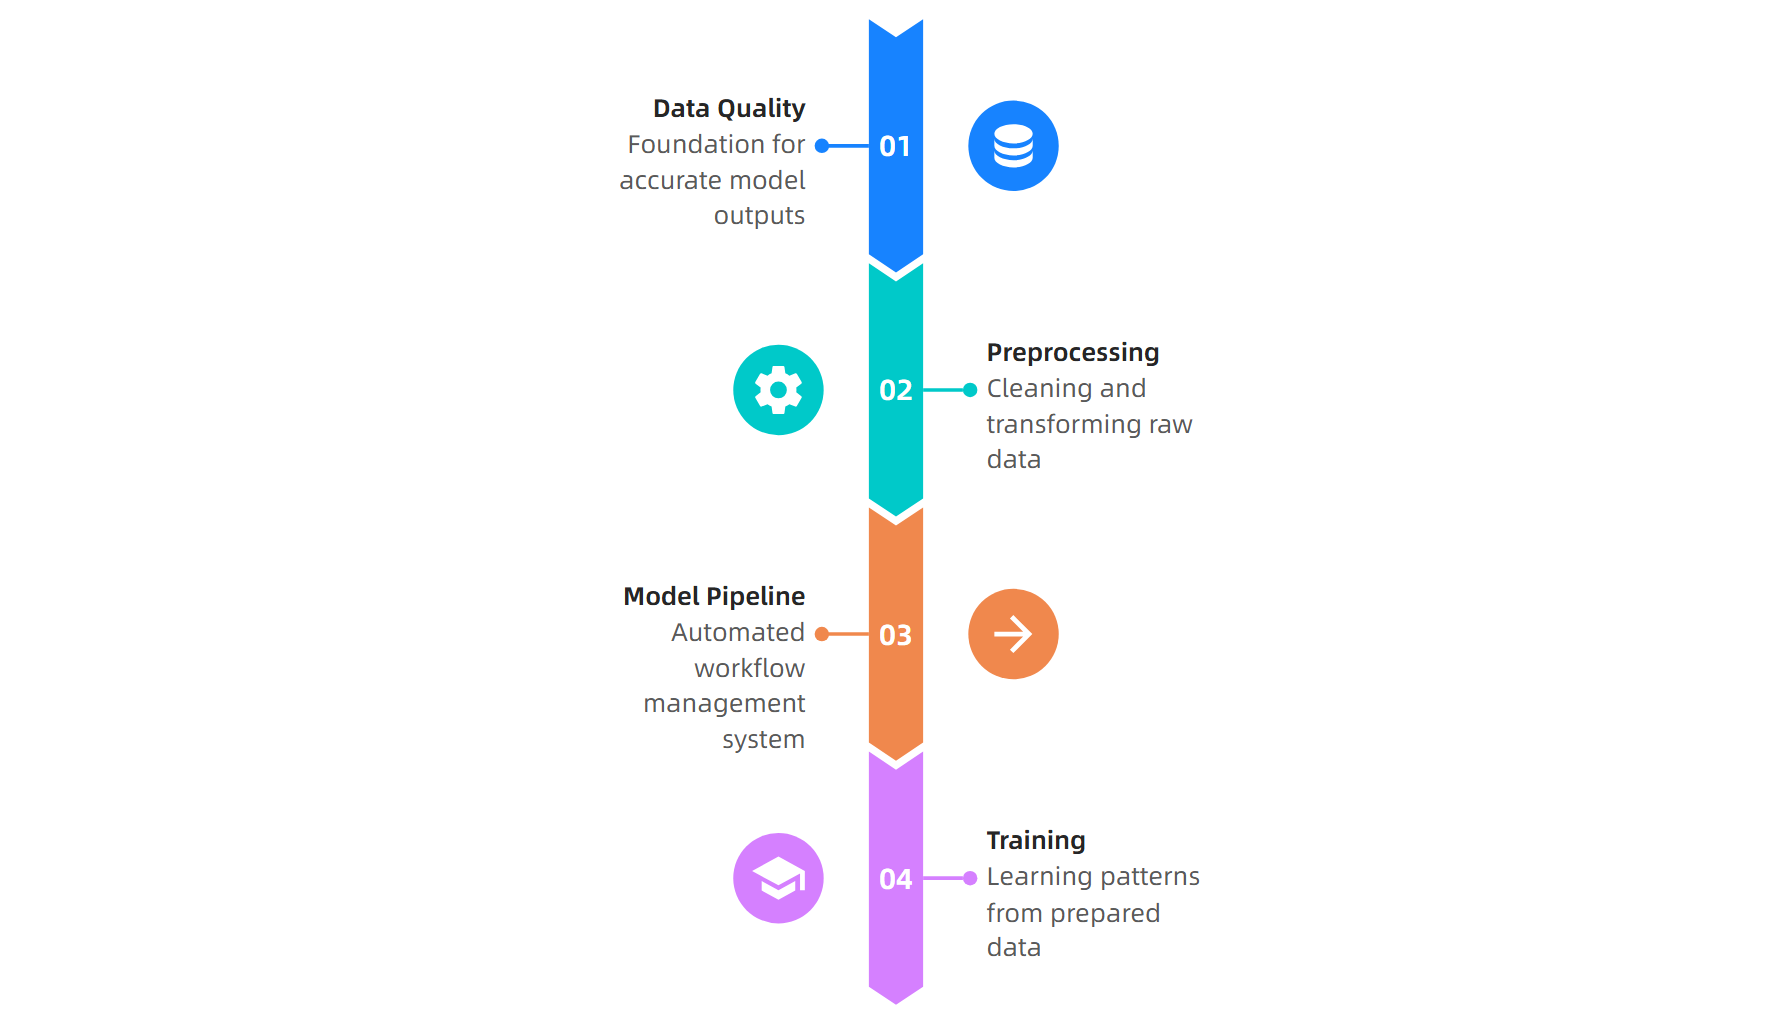 Data Quality
Foundation for
accurate model
outputs
01
02
Preprocessing
Cleaning and
transforming raw
data
Model Pipeline
Automated
workflow
management
system
03
04
Training
Learning patterns
from prepared
data